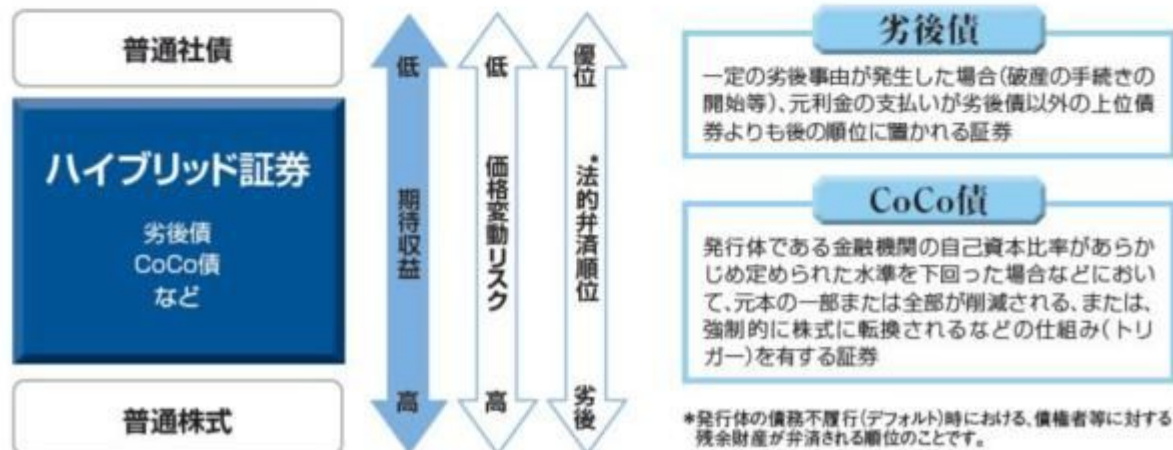 普通社債
ハイブリッド証券
劣後債
CoCo債
など
普通株式
低
期待収益
高
低
価格変動リスク
高
優位
*法的弁済順位
劣後
劣後債
一定の劣後事由が発生した場合(破産の手続きの
開始等)、元利金の支払いが劣後債以外の上位債
券よりも後の順位に置かれる証券
CoCo債
発行体である金融機関の自己資本比率があらか
じめ定められた水準を下回った場合などにおい
て、元本の一部または全部が削減される、または、
強制的に株式に転換されるなどの仕組み(トリ
ガー)を有する証券
*発行体の債務不履行(デフォルト)時における、債権者等に対する
残余財産が弁済される順位のことです。